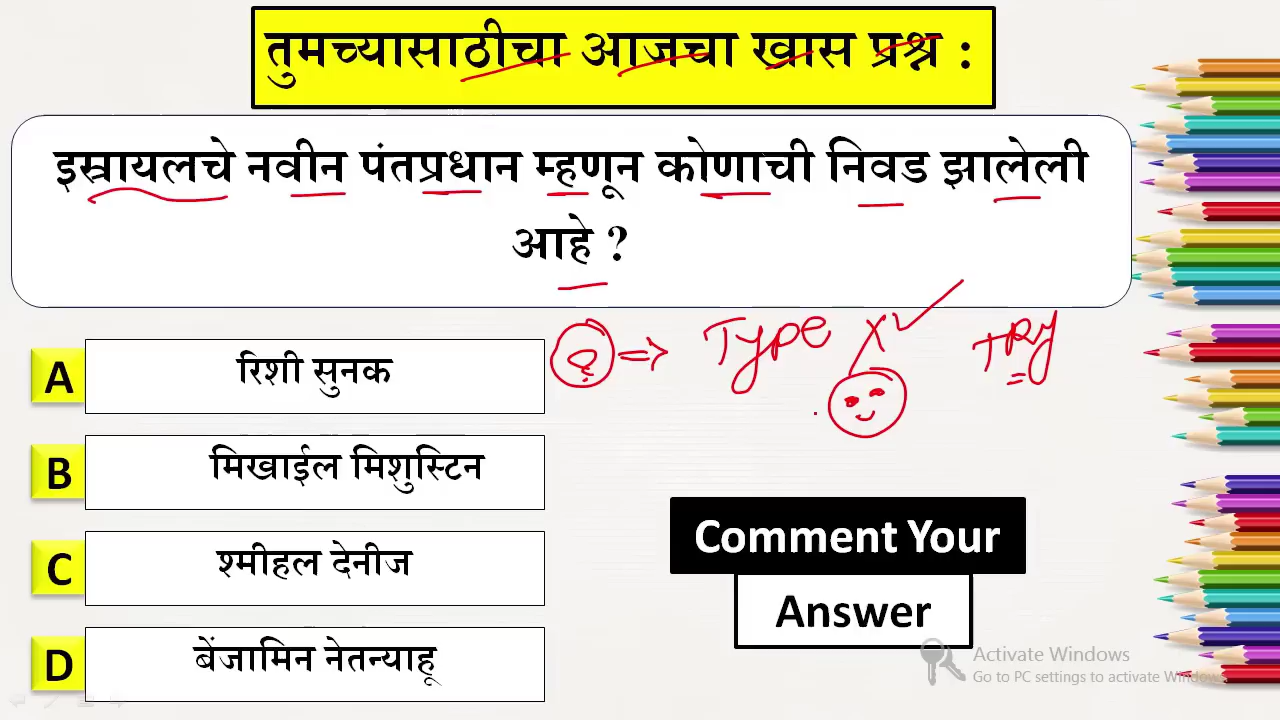 तुमच्यासाठीचा आजचा खास प्रश्न :
इस्रायलचे नवीन पंतप्रधान म्हणून कोणाची निवड झालेली
आहे ?
? => Type X ✓ TRY
A रिशी सुनक
B मिखाईल मिशुस्टिन
C श्मीहल देनीज
D बेंजामिन नेतन्याहू
Comment Your
Answer
Activate Windows
Go to PC settings to activate Windows